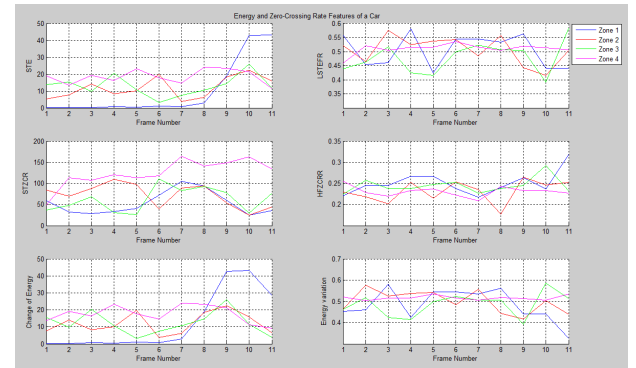 Energy and Zero-Crossing Rate Features of a Car
STE
50
40
30
20
10
0
1 2 3 4 5 6 7 8 9 10 11
Frame Number
LSTEFR
0.6
0.55
0.5
0.45
0.4
0.35
1 2 3 4 5 6 7 8 9 10 11
Frame Number
Zone 1
Zone 2
Zone 3
Zone 4
STZCR
200
150
100
50
0
1 2 3 4 5 6 7 8 9 10 11
Frame Number
HFZCRR
0.35
0.3
0.25
0.2
1 2 3 4 5 6 7 8 9 10 11
Frame Number
Change of Energy
50
40
30
20
10
0
1 2 3 4 5 6 7 8 9 10 11
Frame Number
Energy variation
0.7
0.6
0.5
0.4
1 2 3 4 5 6 7 8 9 10 11
Frame Number